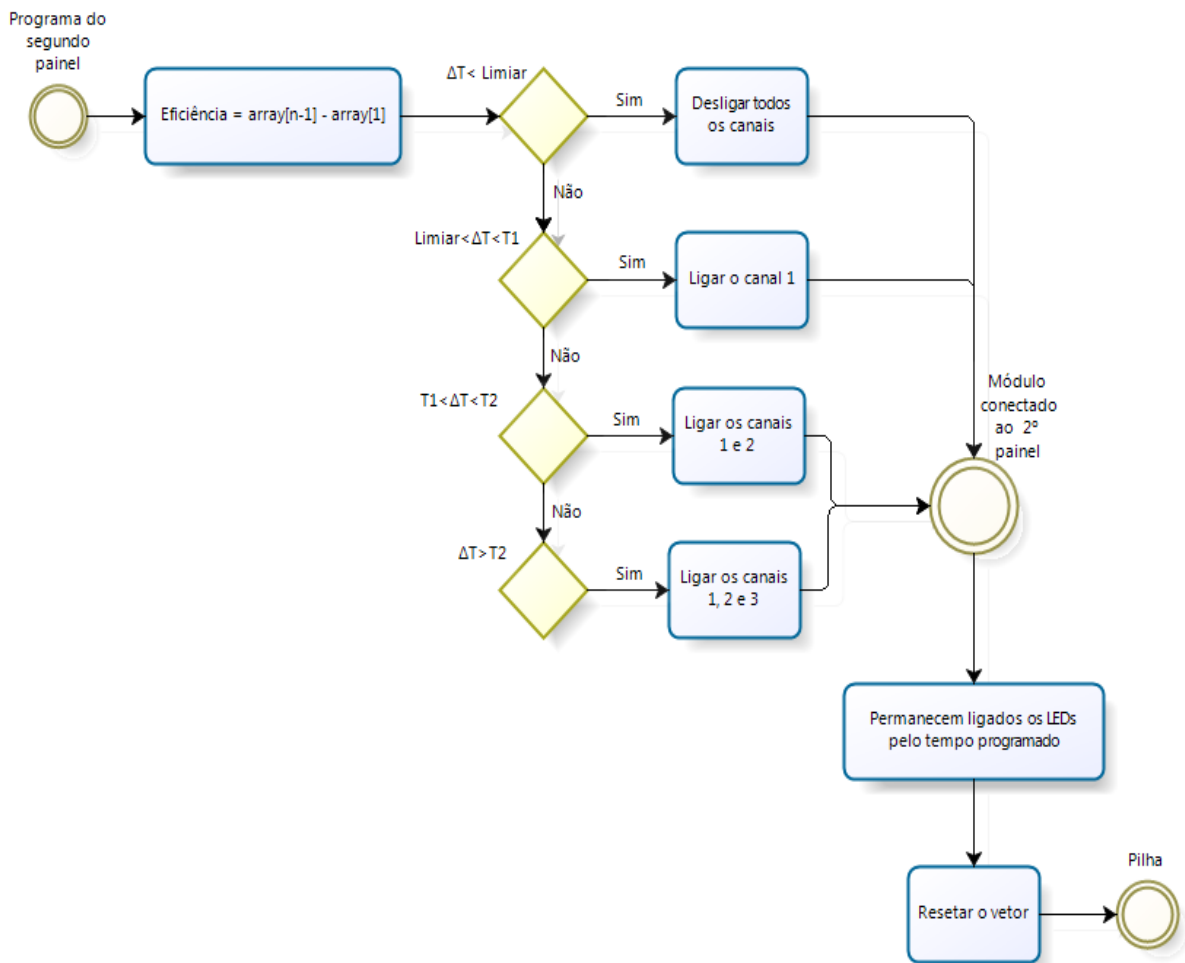 Programa do
segundo
painel
Eficiência = array[n-1] - array[1]
ΔT< Limiar
Sim
Desligar todos
os canais
Não
Limiar<ΔT<T1
Sim
Ligar o canal 1
Não
T1<ΔT<T2
Sim
Ligar os canais
1 e 2
Não
ΔT>T2
Sim
Ligar os canais
1, 2 e 3
Módulo
conectado
ao 2º
painel
Permanecem ligados os LEDs
pelo tempo programado
Resetar o vetor
Pilha